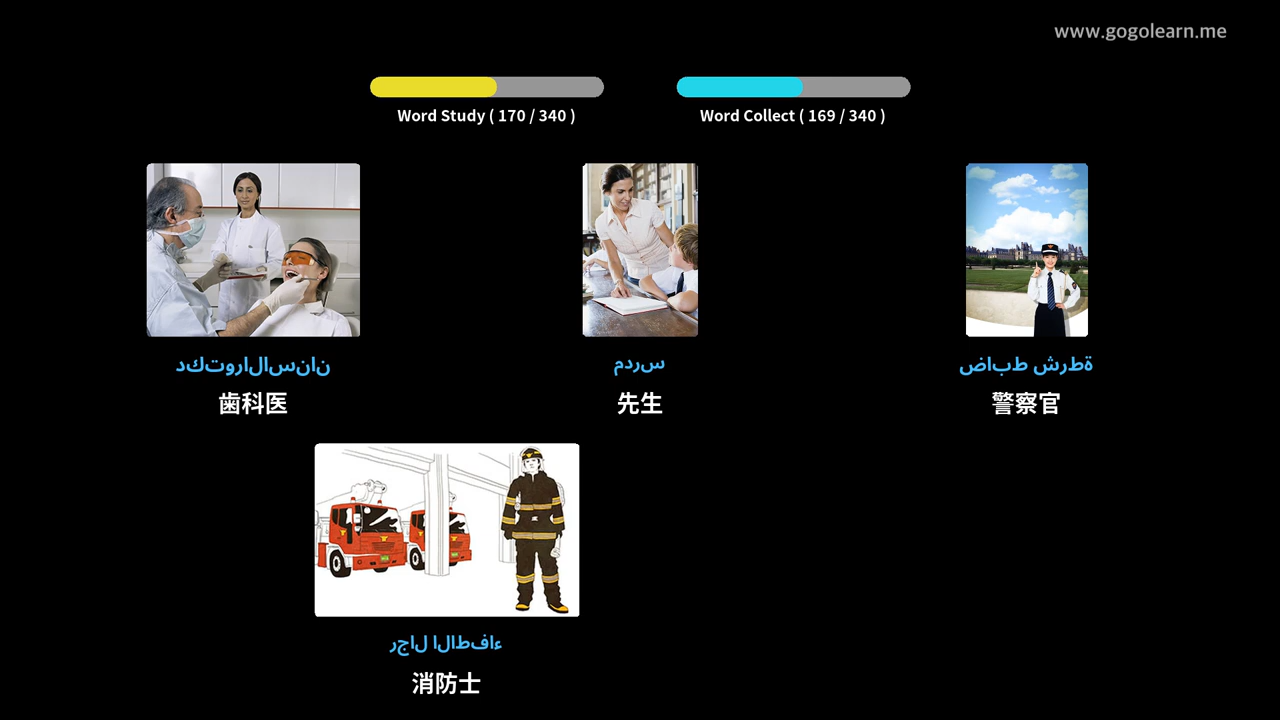 www.gogolearn.me
Word Study ( 170 / 340 )
Word Collect ( 169 / 340 )
دكتورالاسنان
歯科医
مدرس
先生
ضابط شرطة
警察官
رجال الاطفاء
消防士